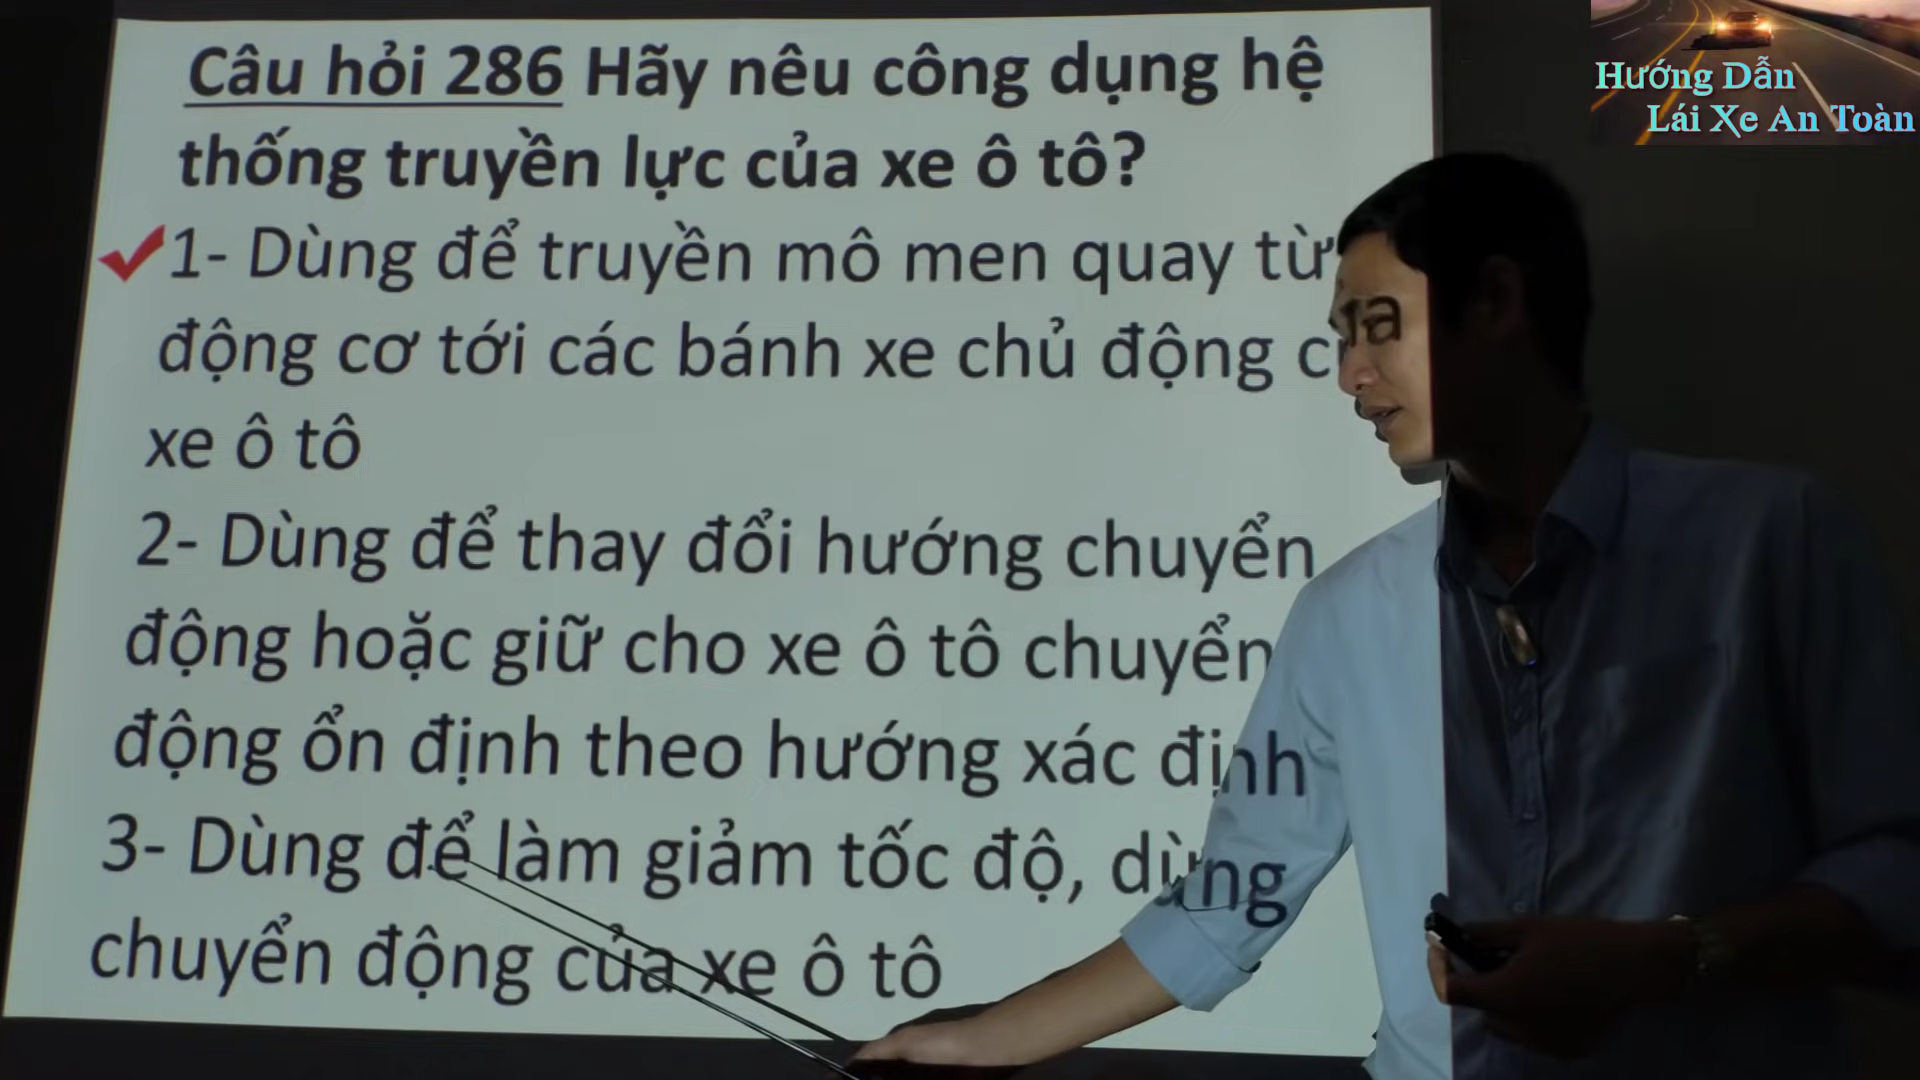 Câu hỏi 286 Hãy nêu công dụng hệ
thống truyền lực của xe ô tô?
1- Dùng để truyền mô men quay từ
động cơ tới các bánh xe chủ động của
xe ô tô
2- Dùng để thay đổi hướng chuyển
động hoặc giữ cho xe ô tô chuyển
động ổn định theo hướng xác định
3- Dùng để làm giảm tốc độ, dừng
chuyển động của xe ô tô
Hướng Dẫn
Lái Xe An Toàn